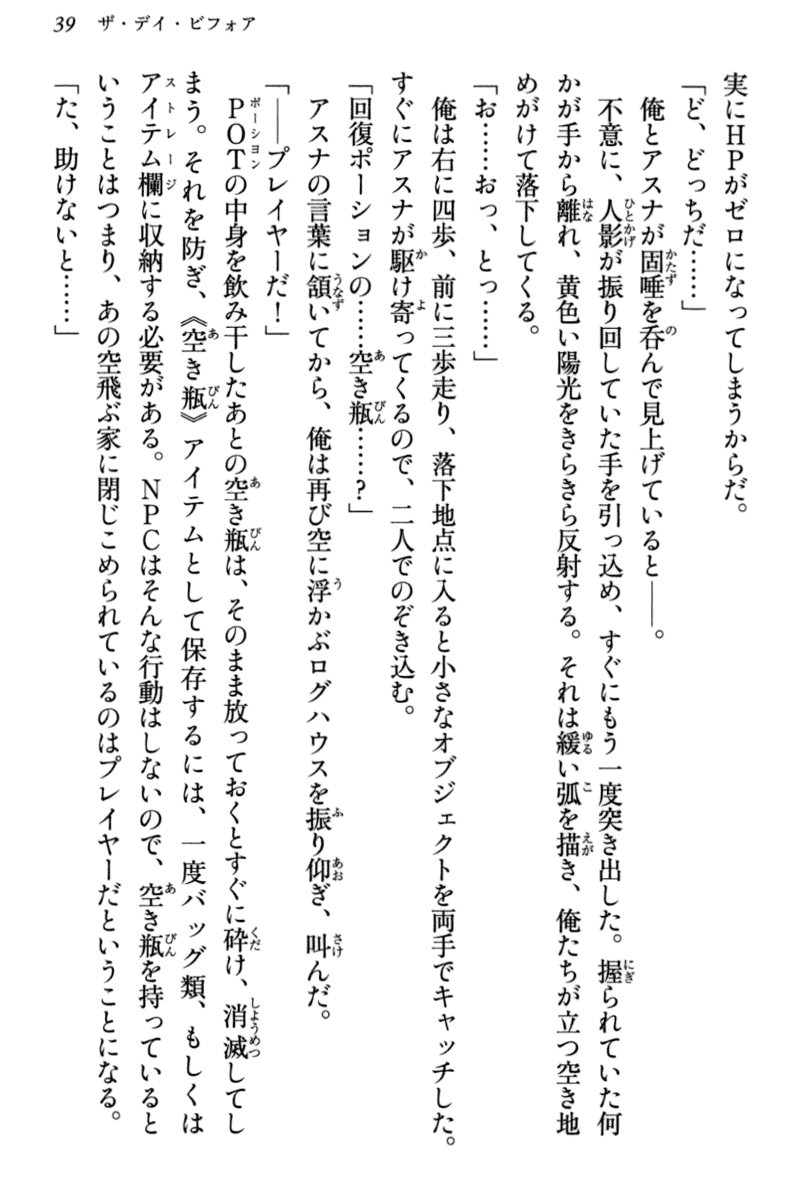 39 ザ・デイ・ビフォア
実にHPがゼロになってしまうからだ。
「ど、どっちだ……」
俺とアスナが固唾を呑んで見上げていると――。
不意に、人影が振り回していた手を引っ込め、すぐにもう一度突き出した。握られていた何
かが手から離れ、黄色い陽光をきらきら反射する。それは緩い弧を描き、俺たちが立つ空き地
めがけて落下してくる。
「お……おっ、とっ……」
俺は右に四歩、前に三歩走り、落下地点に入ると小さなオブジェクトを両手でキャッチした。
すぐにアスナが駆け寄ってくるので、二人でのぞき込む。
「回復ポーションの……空き瓶……?」
アスナの言葉に頷いてから、俺は再び空に浮かぶログハウスを振り仰ぎ、叫んだ。
「――プレイヤーだ!」
POTの中身を飲み干したあとの空き瓶は、そのまま放っておくとすぐに砕け、消滅してし
まう。それを防ぎ、《空き瓶》アイテムとして保存するには、一度バッグ類、もしくは
アイテム欄に収納する必要がある。NPCはそんな行動はしないので、空き瓶を持っていると
いうことはつまり、あの空飛ぶ家に閉じこめられているのはプレイヤーだということになる。
「た、助けないと……」